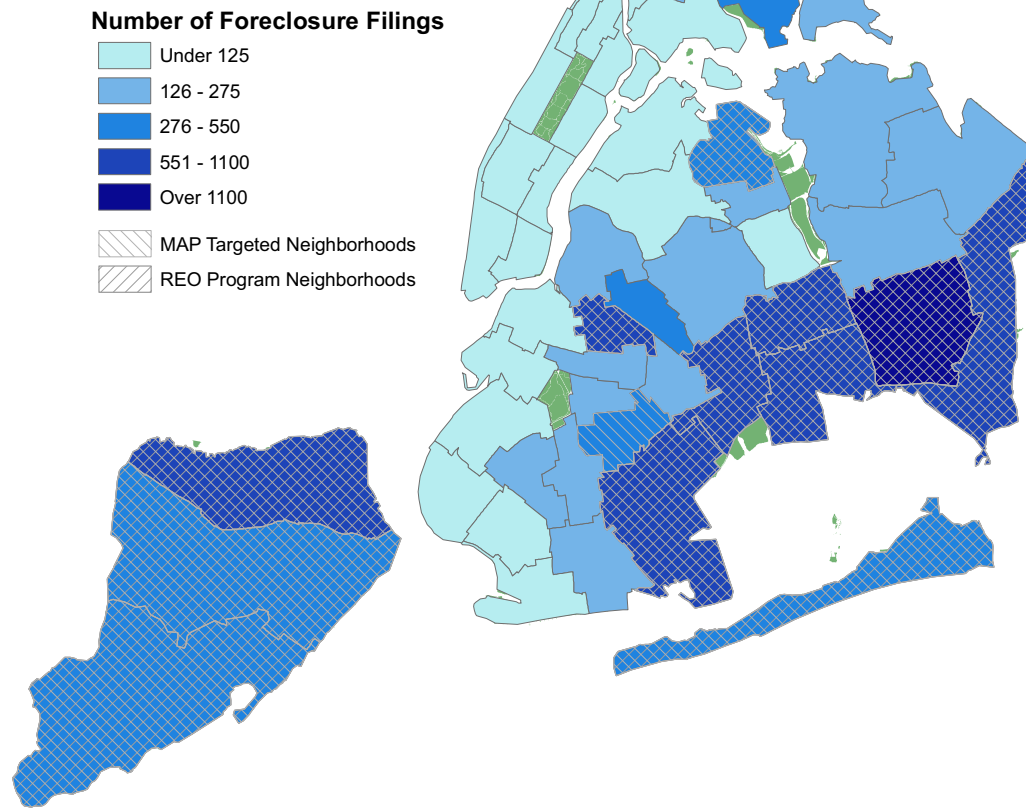 Number of Foreclosure Filings
Under 125
126 - 275
276 - 550
551 - 1100
Over 1100
MAP Targeted Neighborhoods
REO Program Neighborhoods